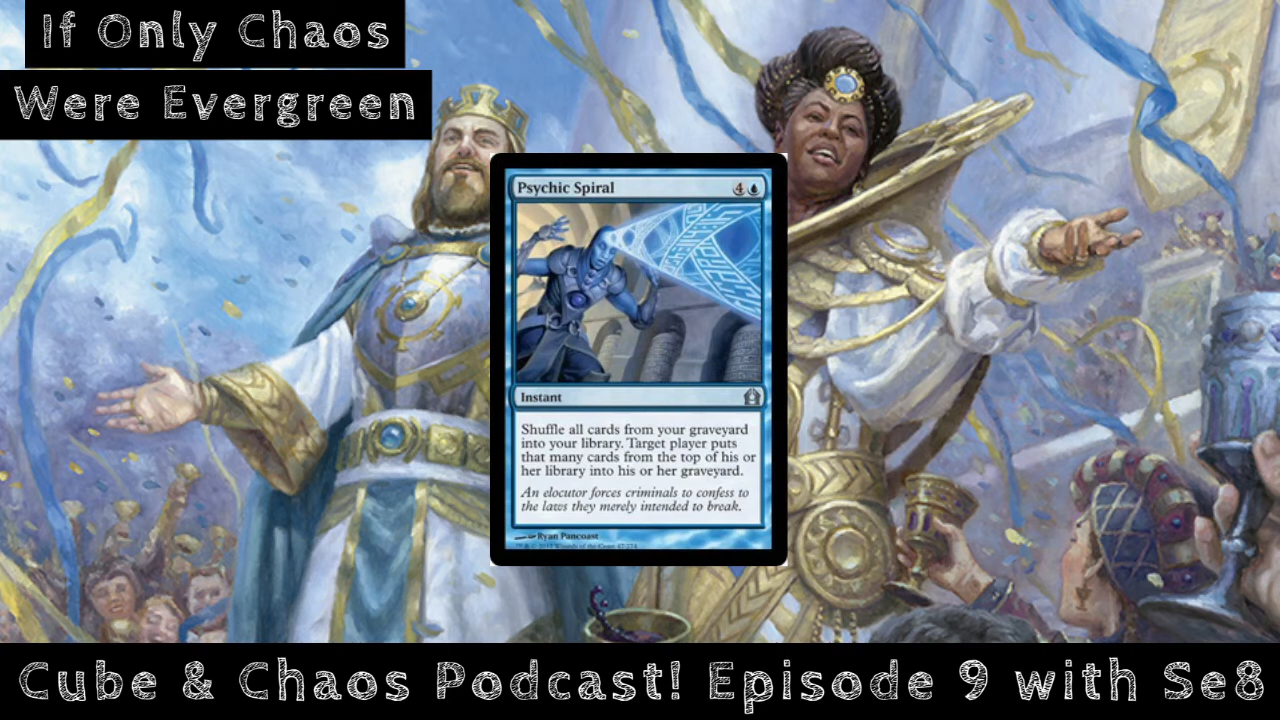 If Only Chaos
Were Evergreen
Psychic Spiral
4
Instant
Shuffle all cards from your graveyard
into your library. Target player puts
that many cards from the top of his or
her library into his or her graveyard.
An elocutor forces criminals to confess to
the laws they merely intended to break.
Ryan Pancoast
Cube & Chaos Podcast! Episode 9 with Se8